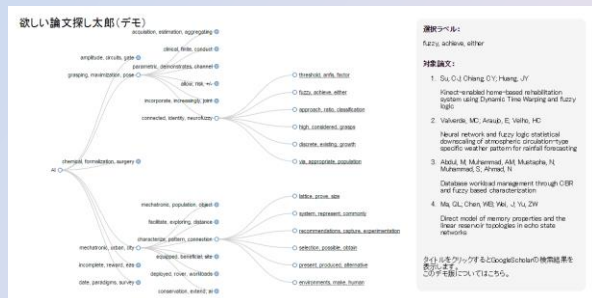 欲しい論文探し太郎(デモ)
acquisition, estimation, aggregating
clinical, finite, conduct
amplitude, circuits, gate
parametric, demonstrates, channel
grasping, maximization, pose
allow, risk, +/-
incorporate, increasingly, joint
connected, identity, neurofuzzy
threshold, anfis, factor
fuzzy, achieve, either
approach, ratio, classification
high, considered, grasps
discrete, existing, growth
via, appropriate, population
chemical, formalization, surgery
AI
mechatronic, population, object
facilitate, exploring, distance
characterize, pattern, connection
mechatronic, urban, lity
equipped, beneficial, site
incomplete, reward, size
deployed, rover, workloads
date, paradigms, survey
conservation, extend, ai
lattice, prove, size
system, represent, commonly
recommendations, capture, experimentation
selection, possible, obtain
present, produced, alternative
environments, make, human
選択ラベル:
fuzzy, achieve, either
対象論文:
1. Su, CJ; Chiang, CY; Huang, JY
Kinect-enabled home-based rehabilitation
system using Dynamic Time Warping and fuzzy
logic
2. Valverde, MC; Araujo, E; Velho, HC
Neural network and fuzzy logic statistical
downscaling of atmospheric circulation-type
specific weather pattern for rainfall forecasting
3. Abdul, M; Muhammad, AM; Mustapha, N;
Muhammad, S; Ahmad, N
Database workload management through CBR
and fuzzy based characterization
4. Ma, QL; Chen, WB; Wei, J; Yu, ZW
Direct model of memory properties and the
linear reservoir topologies in echo state
networks
タイトルをクリックするとGoogleScholarの検索結果を
表示します。
このデモ版についてはこちら。